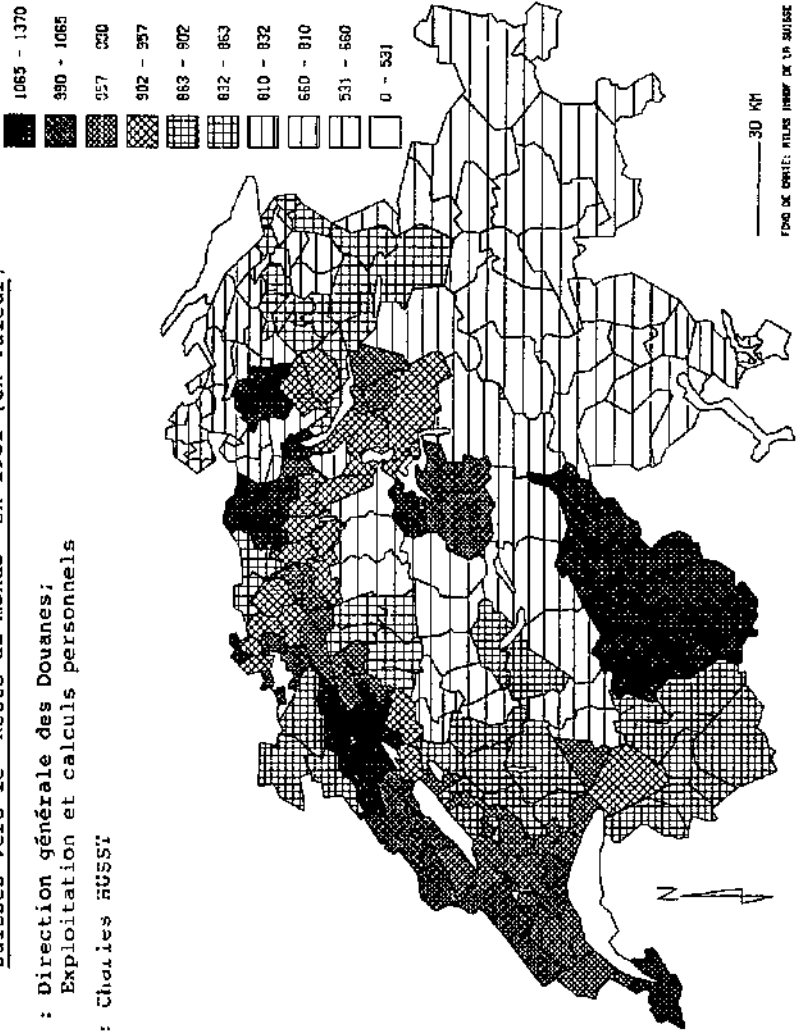 Suisses vers le Reste du Monde en 1981 (en valeur)
: Direction générale des Douanes;
Exploitation et calculs personnels
: Charles HUSSY
1065 - 1370
990 - 1065
957 - 990
902 - 957
863 - 902
832 - 863
810 - 832
660 - 810
531 - 660
0 - 531
N
30 KM
FOND DE CARTE: ATLAS IMHOF DE LA SUISSE